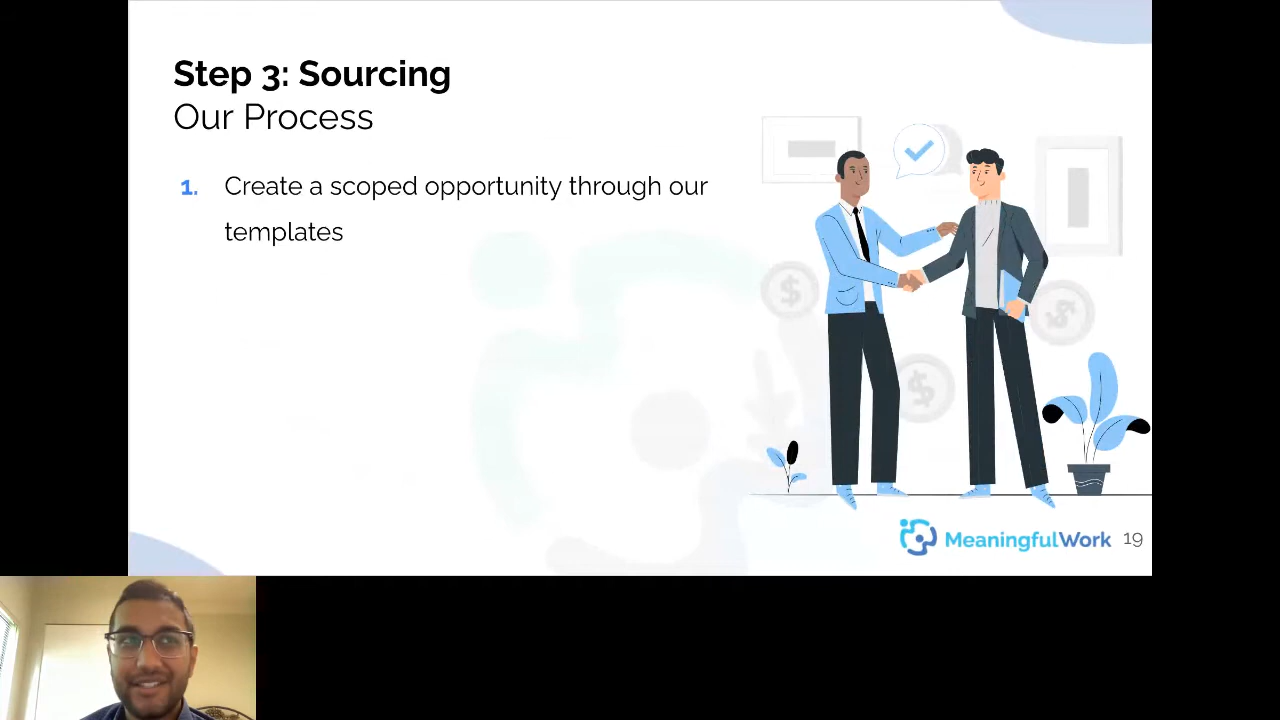 Step 3: Sourcing
Our Process
1. Create a scoped opportunity through our
templates
$
$
$
MeaningfulWork 19